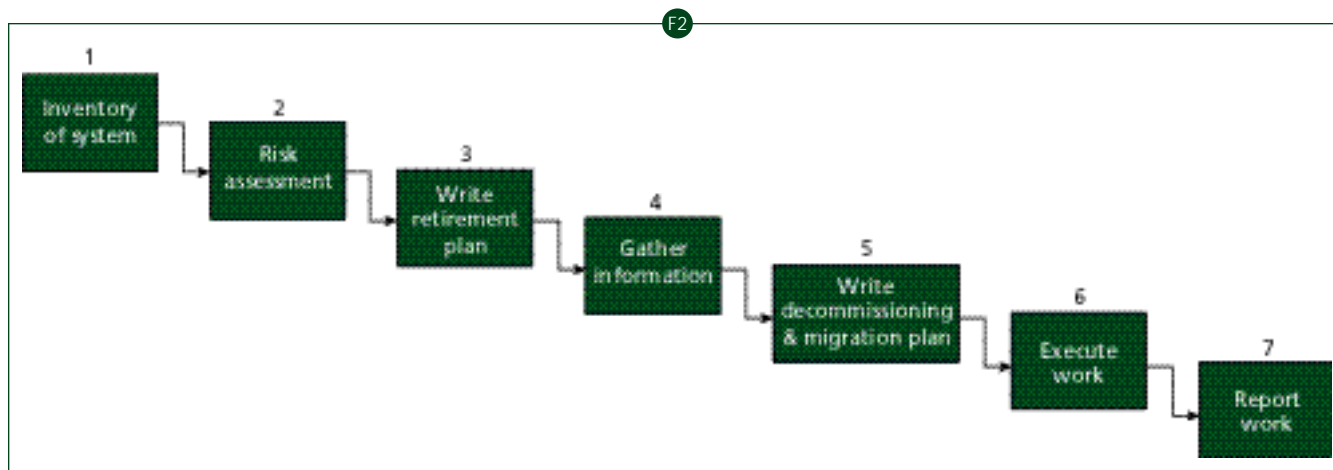 F2
1
Inventory
of system
2
Risk
assessment
3
Write
retirement
plan
4
Gather
information
5
Write
decommissioning
& migration plan
6
Execute
work
7
Report
work